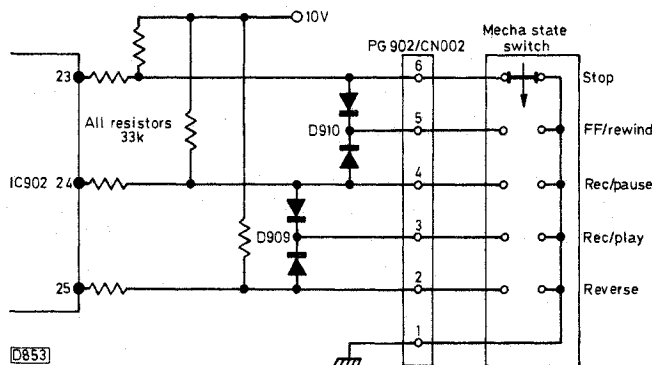 10V
PG 902/CN002
Mecha state
switch
23
6
Stop
All resistors
33k
D910
5
FF/rewind
IC902 24
4
Rec/pause
D909
3
Rec/play
25
2
Reverse
1
D853